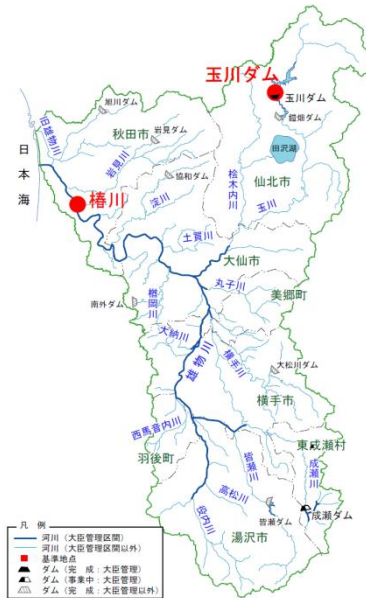 玉川ダム
玉川ダム
鎧畑ダム
旭川ダム
旧雄物川
秋田市
岩見ダム
日本海
岩見川
田沢湖
協和ダム
桧木内川
仙北市
椿川
淀川
玉川
土買川
大仙市
丸子川
美郷町
楢岡川
南外ダム
大納川
雄物川
横手川
大松川ダム
横手市
西馬音内川
東成瀬村
羽後町
皆瀬川
成瀬川
高松川
役内川
皆瀬ダム
成瀬ダム
湯沢市
凡 例
河川（大臣管理区間）
河川（大臣管理区間以外）
基準地点
ダム（完 成：大臣管理）
ダム（事業中：大臣管理）
ダム（完 成：大臣管理以外）